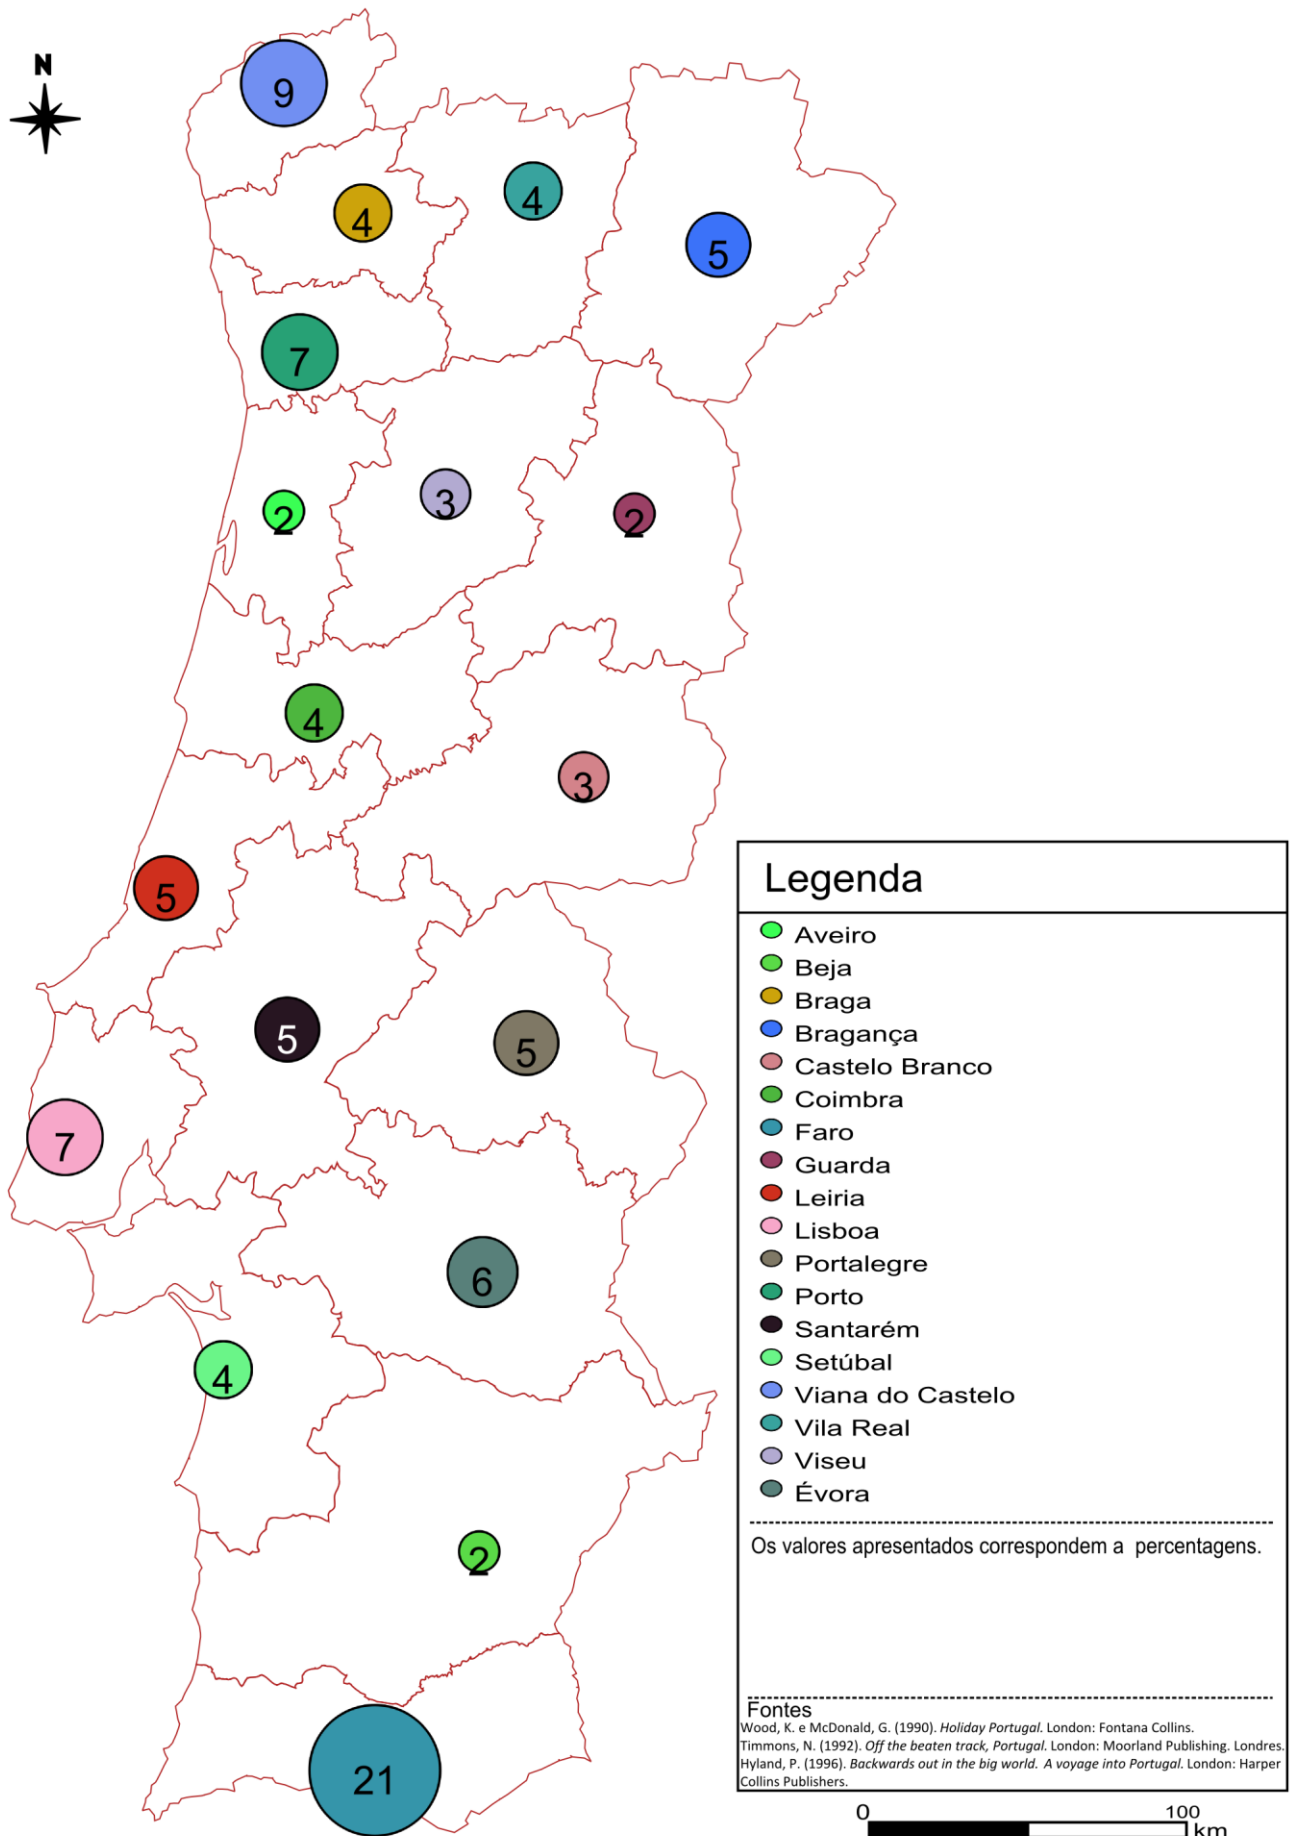 N
9
4
4
5
7
2
3
2
4
3
5
5
5
7
6
4
2
21
Legenda
Aveiro
Beja
Braga
Bragança
Castelo Branco
Coimbra
Faro
Guarda
Leiria
Lisboa
Portalegre
Porto
Santarém
Setúbal
Viana do Castelo
Vila Real
Viseu
Évora
Os valores apresentados correspondem a percentagens.
Fontes
Wood, K. e McDonald, G. (1990). Holiday Portugal. London: Fontana Collins.
Timmons, N. (1992). Off the beaten track, Portugal. London: Moorland Publishing. Londres.
Hyland, P. (1996). Backwards out in the big world. A voyage into Portugal. London: Harper
Collins Publishers.
0 100
km